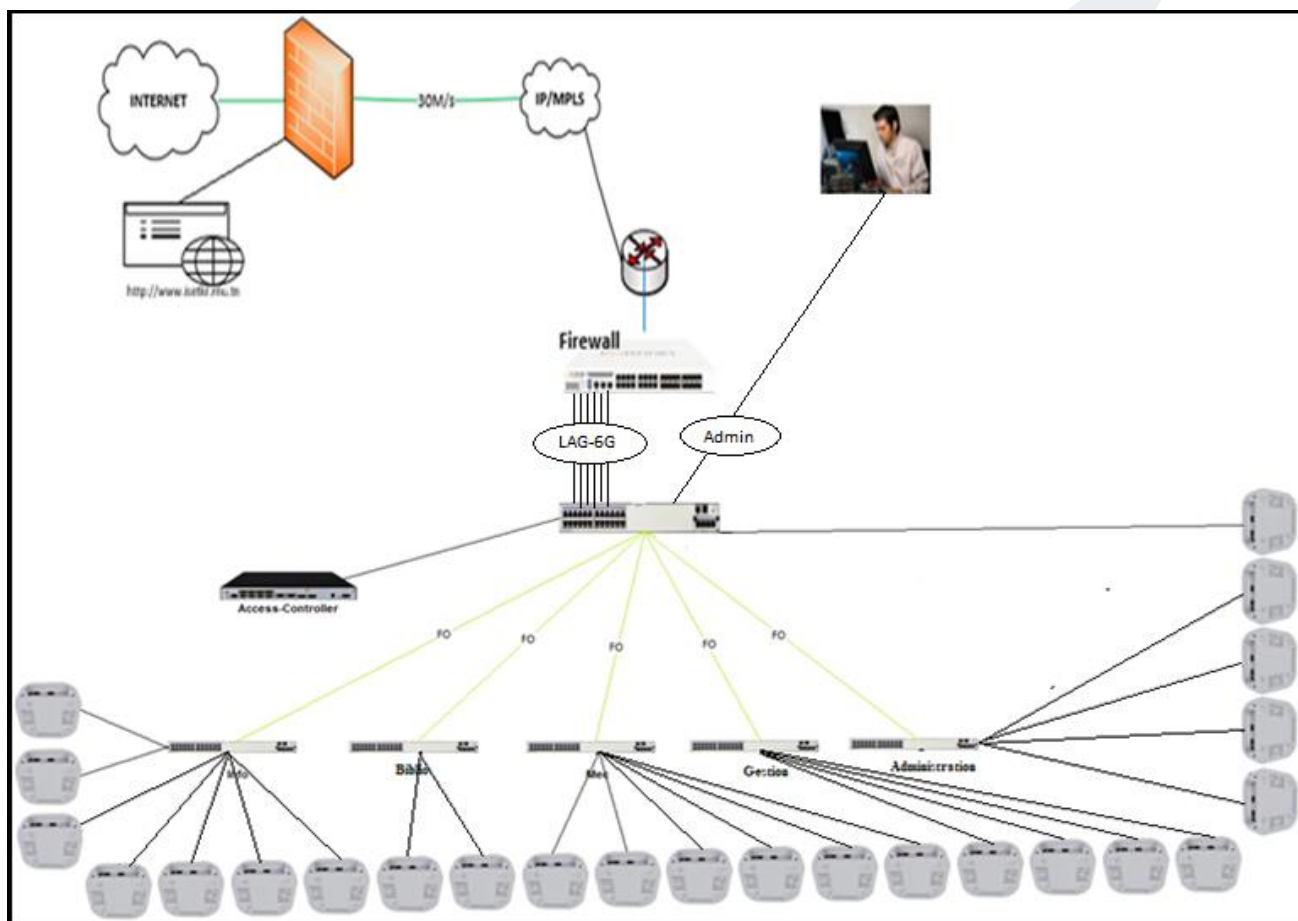 INTERNET
30M/s
IP/MPLS
Firewall
LAG-6G
Admin
Access-Controller
FO
FO
FO
FO
FO
Info
Biblio
Mec
Gestion
Administration